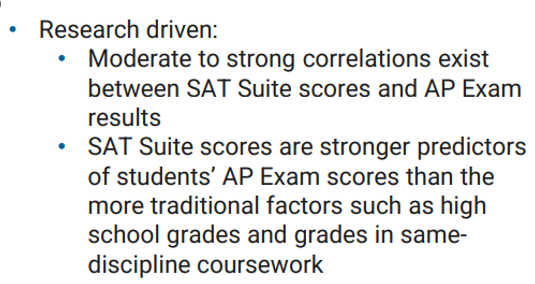 • Research driven:
• Moderate to strong correlations exist
between SAT Suite scores and AP Exam
results
• SAT Suite scores are stronger predictors
of students’ AP Exam scores than the
more traditional factors such as high
school grades and grades in same-
discipline coursework